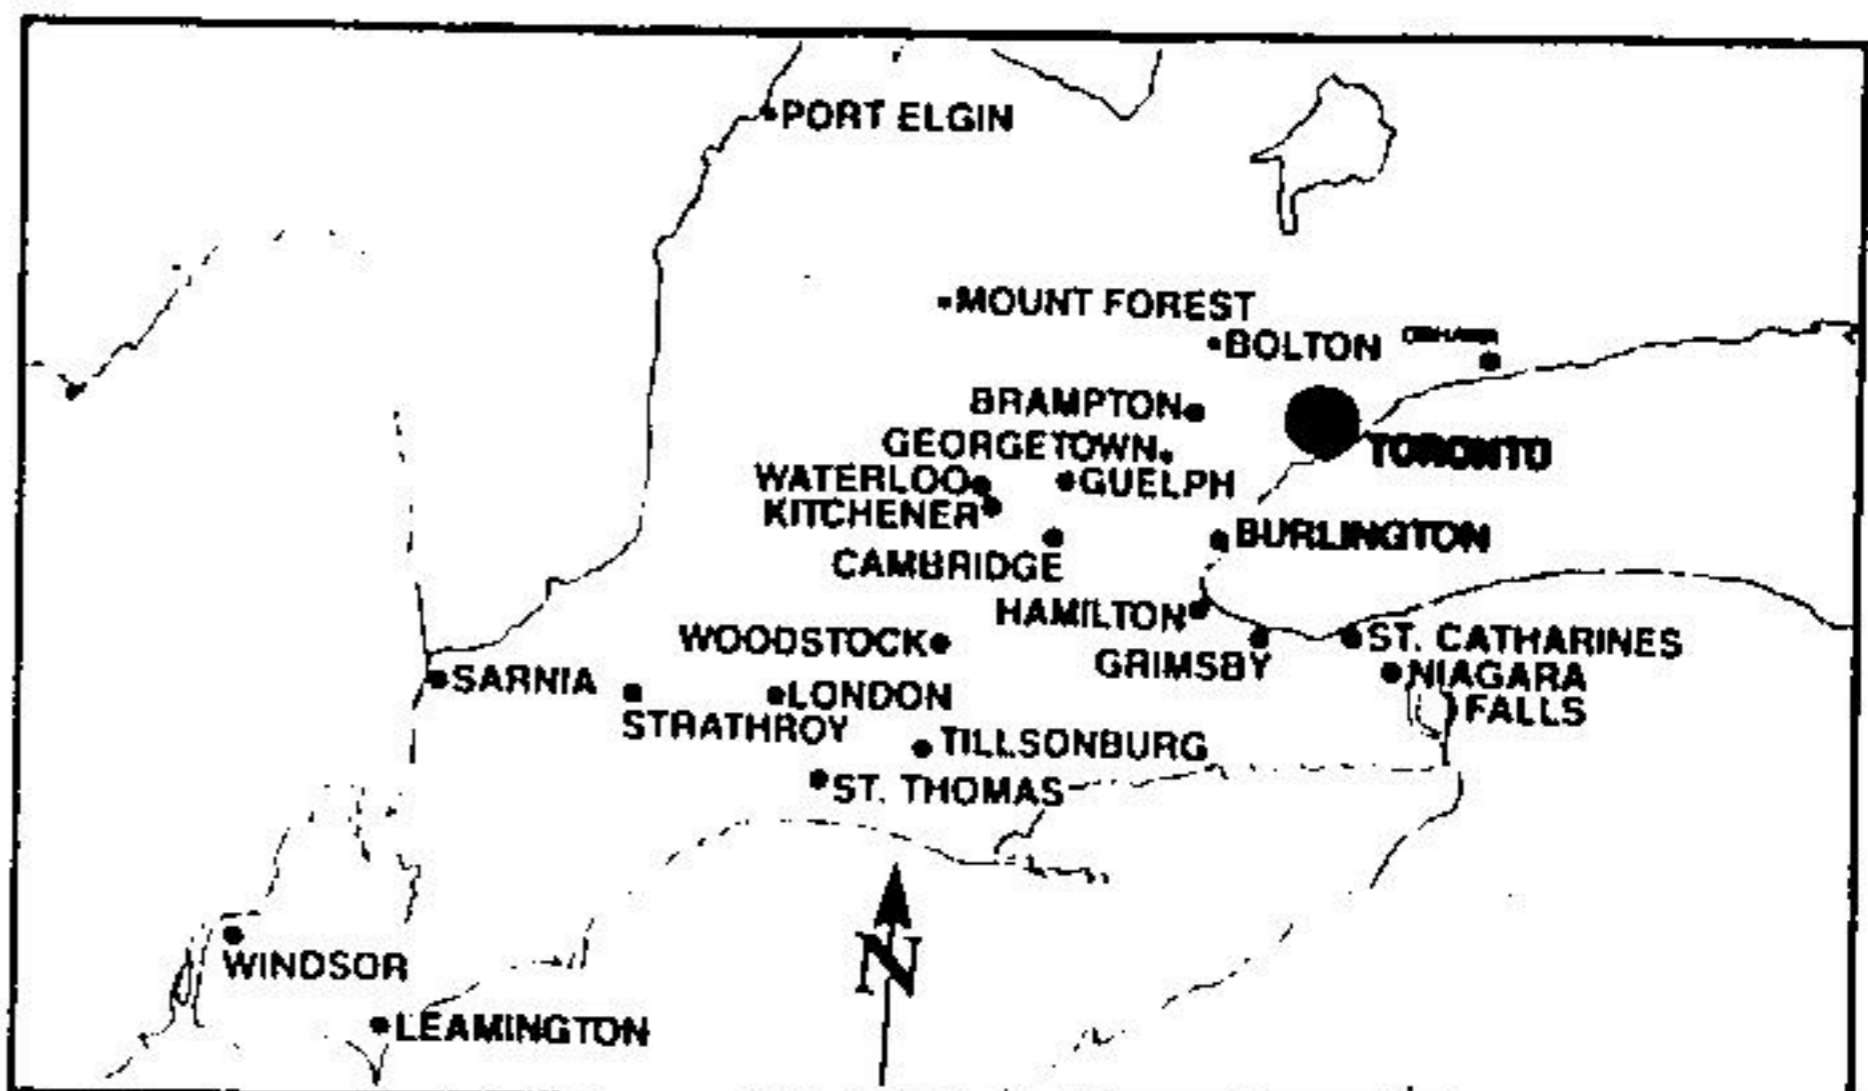 PORT ELGIN
MOUNT FOREST
BOLTON
BRAMPTON
TORONTO
GEORGETOWN
WATERLOO
GUELPH
KITCHENER
BURLINGTON
CAMBRIDGE
HAMILTON
WOODSTOCK
ST. CATHARINES
GRIMSBY
SARNIA
NIAGARA
FALLS
LONDON
STRATHROY
TILLSONBURG
ST. THOMAS
N
WINDSOR
LEAMINGTON